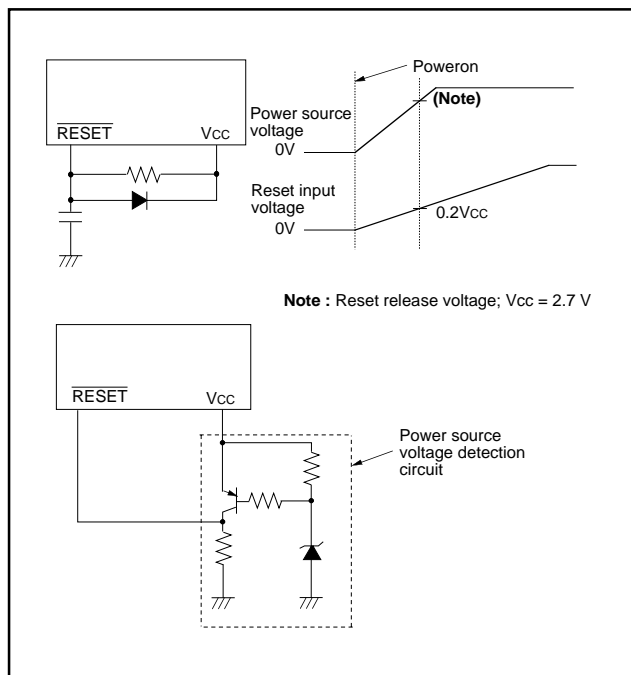 RESET VCC
Poweron
(Note)
Power source
voltage
0V
Reset input
voltage
0V
0.2VCC
Note : Reset release voltage; Vcc = 2.7 V
RESET VCC
Power source
voltage detection
circuit